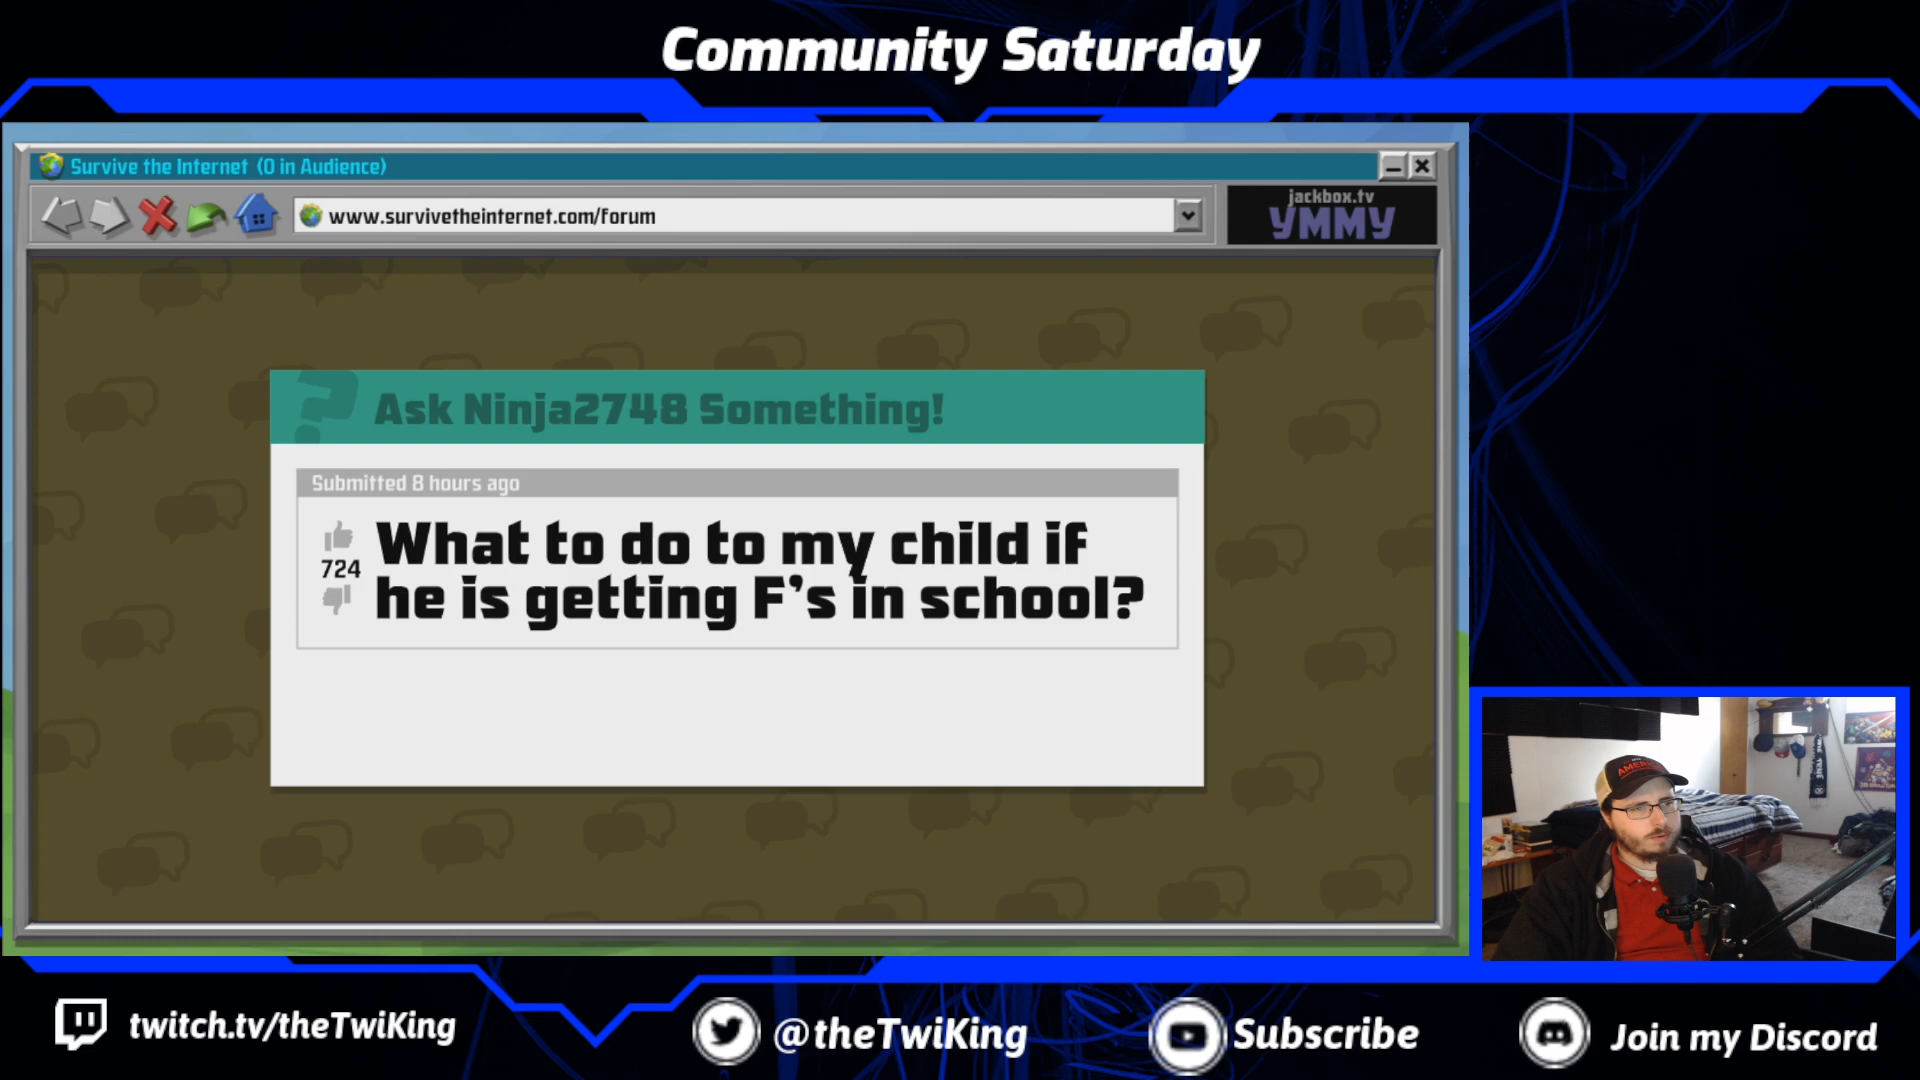 Community Saturday
Survive the Internet (0 in Audience)
www.survivetheinternet.com/forum
jackbox.tv
YMMY
Ask Ninja2748 Something!
Submitted 8 hours ago
724
What to do to my child if
he is getting F's in school?
twitch.tv/theTwiKing
@theTwiKing
Subscribe
Join my Discord